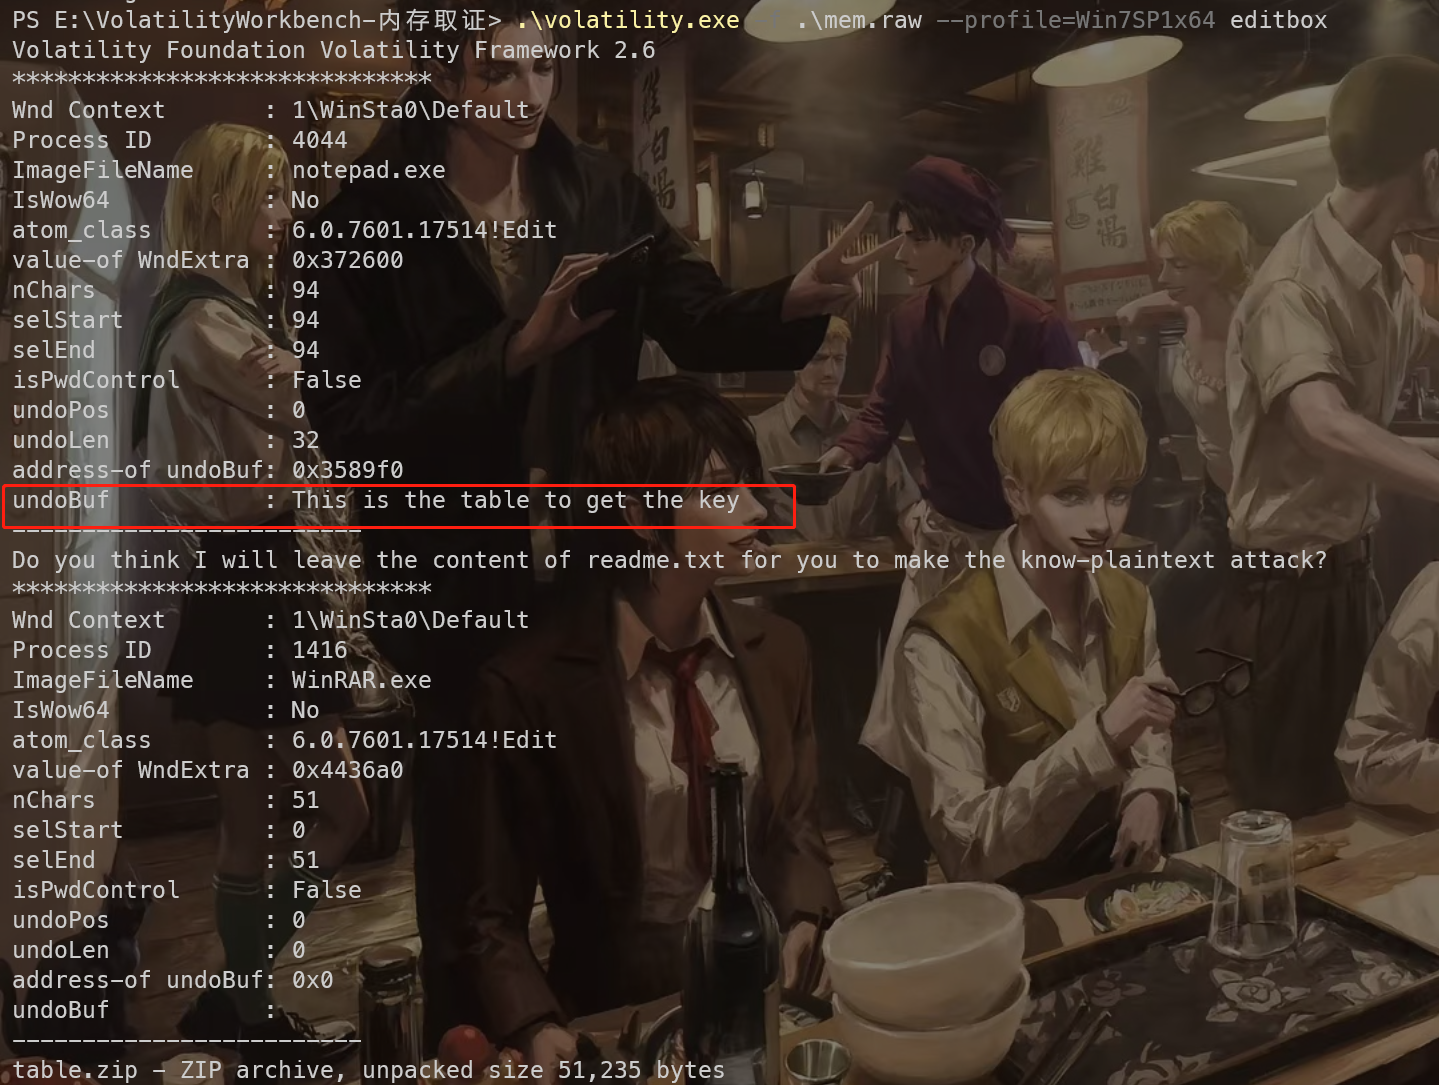 PS E:\VolatilityWorkbench-内存取证> .\volatility.exe .\mem.raw --profile=Win7SP1x64 editbox
Volatility Foundation Volatility Framework 2.6
******************************
Wnd Context       : 1\WinSta0\Default
Process ID        : 4044
ImageFileName     : notepad.exe
IsWow64           : No
atom_class        : 6.0.7601.17514!Edit
value-of WndExtra : 0x372600
nChars            : 94
selStart          : 94
selEnd            : 94
isPwdControl      : False
undoPos           : 0
undoLen           : 32
address-of undoBuf: 0x3589f0
undoBuf           : This is the table to get the key
-------------------------
Do you think I will leave the content of readme.txt for you to make the know-plaintext attack?
******************************
Wnd Context       : 1\WinSta0\Default
Process ID        : 1416
ImageFileName     : WinRAR.exe
IsWow64           : No
atom_class        : 6.0.7601.17514!Edit
value-of WndExtra : 0x4436a0
nChars            : 51
selStart          : 0
selEnd            : 51
isPwdControl      : False
undoPos           : 0
undoLen           : 0
address-of undoBuf: 0x0
undoBuf           :
-------------------------
table.zip - ZIP archive, unpacked size 51,235 bytes
雞白湯